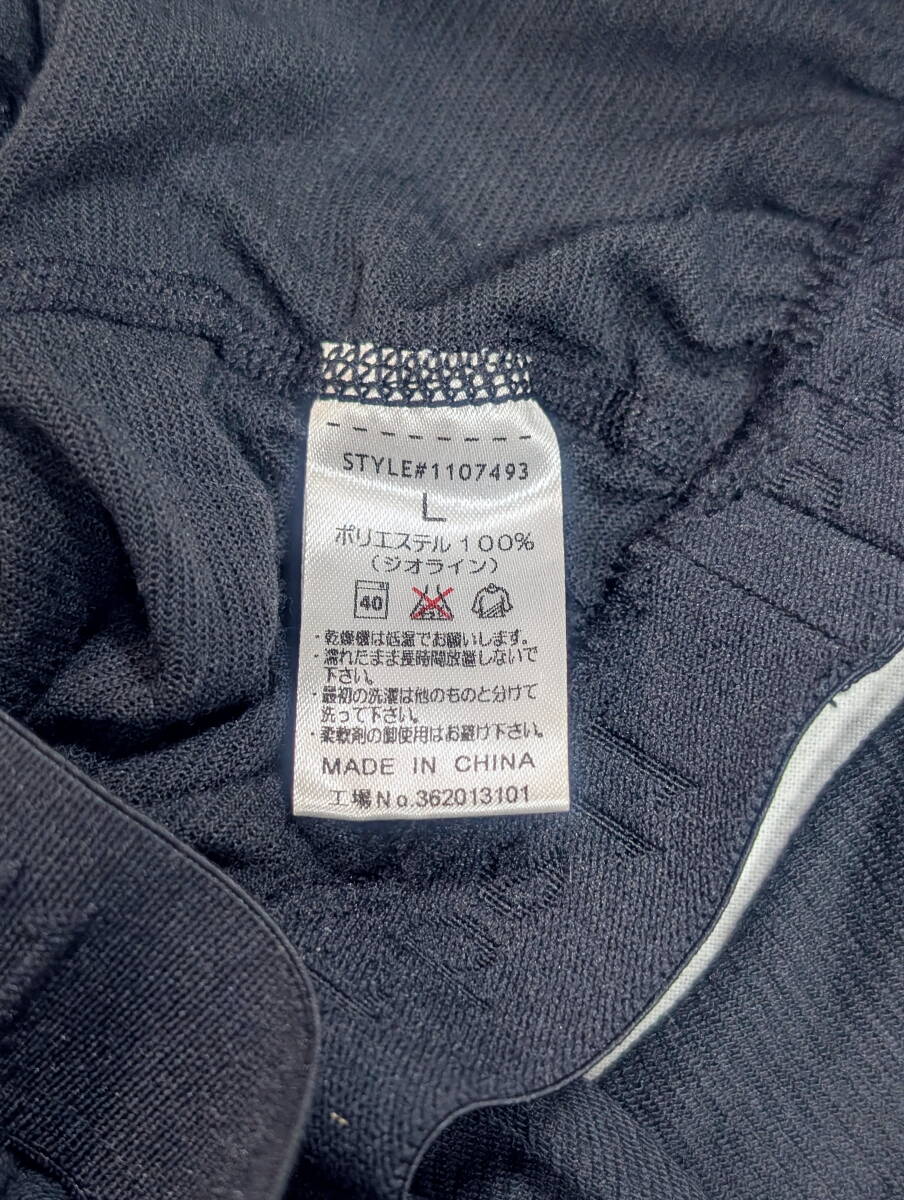 STYLE#1107493
L
ポリエステル 100%
(ジオライン)
40
・乾燥機は低温でお願いします。
・濡れたまま長時間放置しないで
下さい。
・最初の洗濯は他のものと分けて
洗って下さい。
・柔軟剤の御使用はお避け下さい。
MADE IN CHINA
工場No.362013101